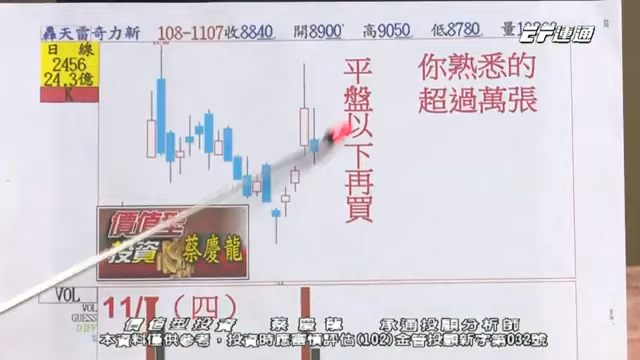 轟天雷奇力新 108-1107收8840 開8900 高9050 低8780 量
日線
2456
24.3億
K
平盤以下再買
你熟悉的
超過萬張
價值型
投資
蔡慶龍
VOL
VOL
GUESS
DIFF
(四)
價值型投資 蔡慶龍 承通投顧分析師
本資料僅供參考,投資時應審慎評估(102)金管投顧新字第032號